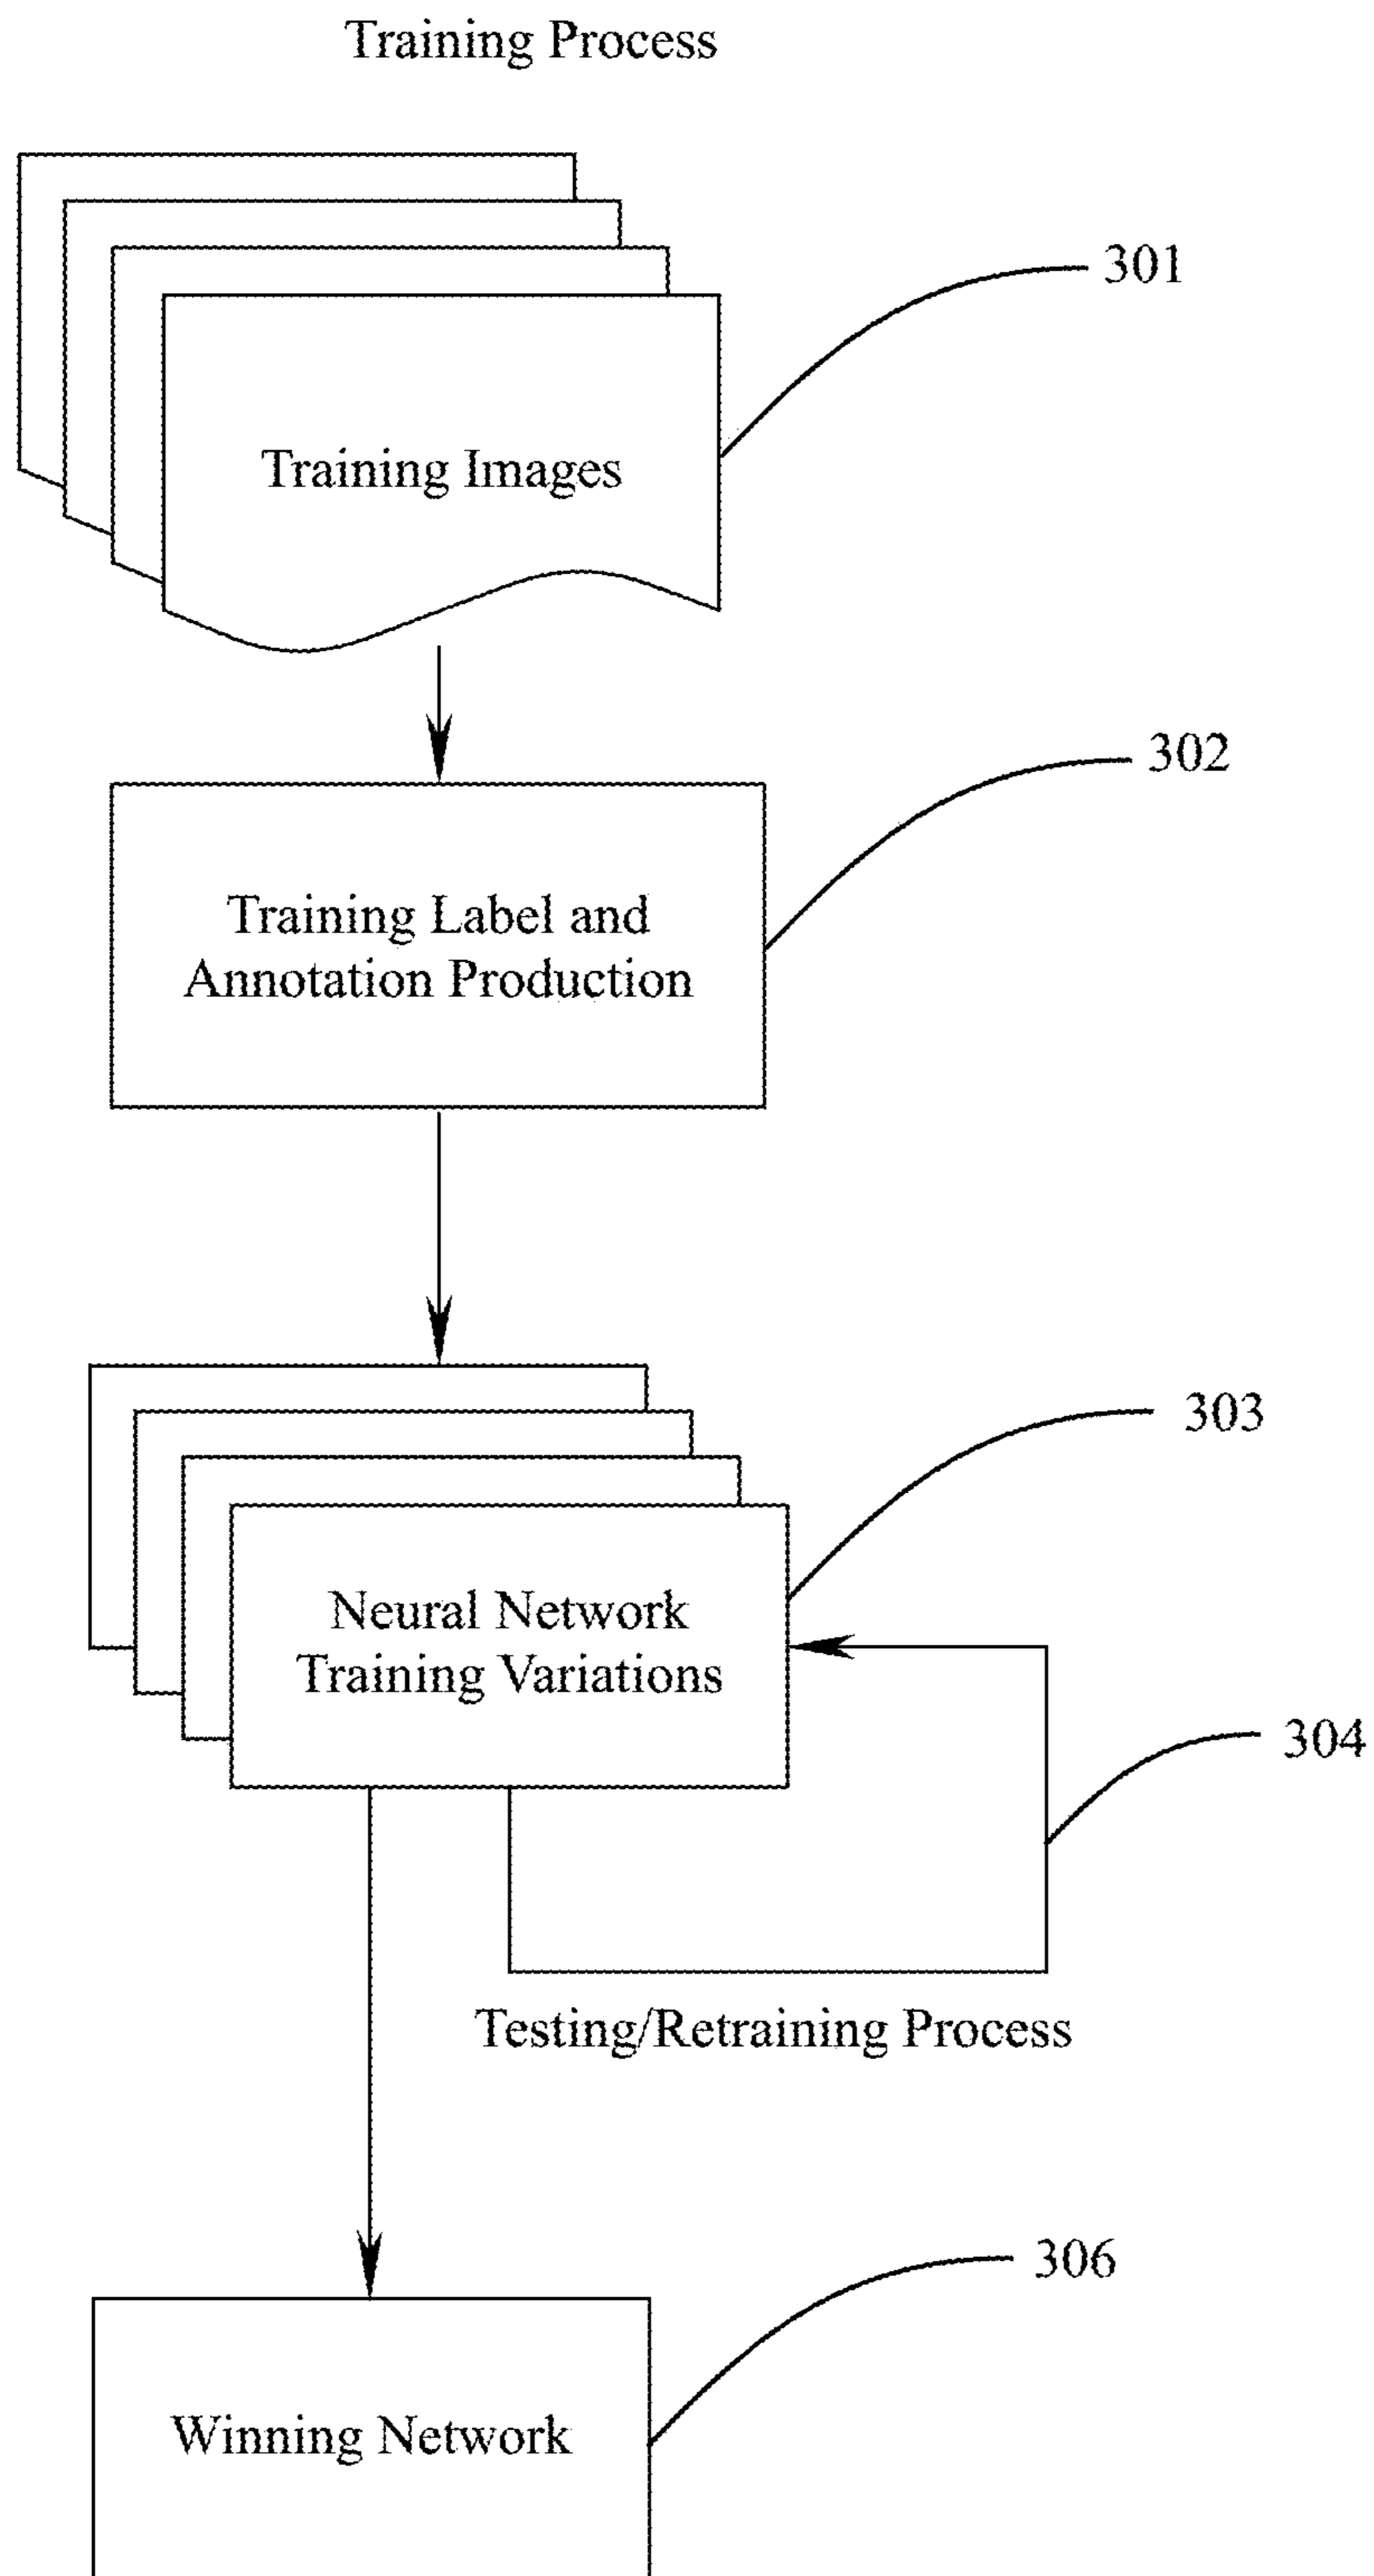 Training Process
301
Training Images
302
Training Label and
Annotation Production
303
Neural Network
Training Variations
304
Testing/Retraining Process
306
Winning Network